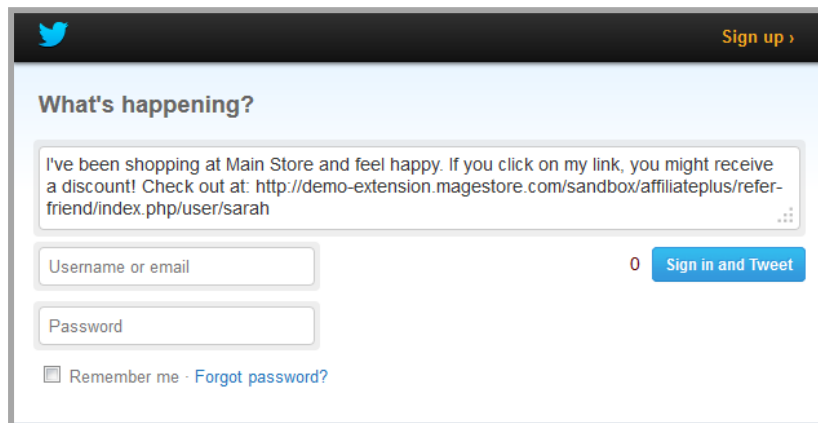 Sign up ›
What's happening?
I've been shopping at Main Store and feel happy. If you click on my link, you might receive
a discount! Check out at: http://demo-extension.magestore.com/sandbox/affiliateplus/refer-
friend/index.php/user/sarah
Username or email
0 Sign in and Tweet
Password
Remember me · Forgot password?